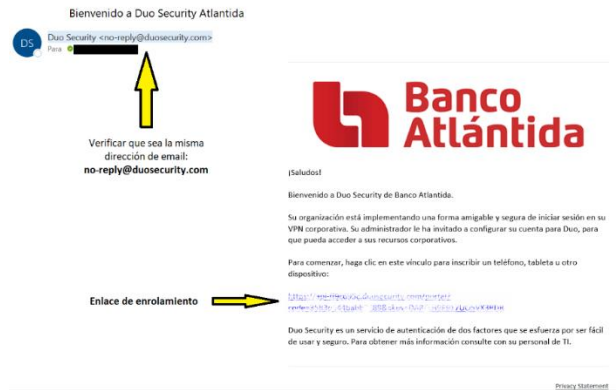 Bienvenido a Duo Security Atlantida
DS
Duo Security <no-reply@duosecurity.com>
Para
Verificar que sea la misma
dirección de email:
no-reply@duosecurity.com
Banco
Atlántida
¡Saludos!
Bienvenido a Duo Security de Banco Atlantida.
Su organización está implementando una forma amigable y segura de iniciar sesión en su
VPN corporativa. Su administrador le ha invitado a configurar su cuenta para Duo, para
que pueda acceder a sus recursos corporativos.
Para comenzar, haga clic en este vínculo para inscribir un teléfono, tableta u otro
dispositivo:
Enlace de enrolamiento
Duo Security es un servicio de autenticación de dos factores que se esfuerza por ser fácil
de usar y seguro. Para obtener más información consulte con su personal de TI.
Privacy Statement